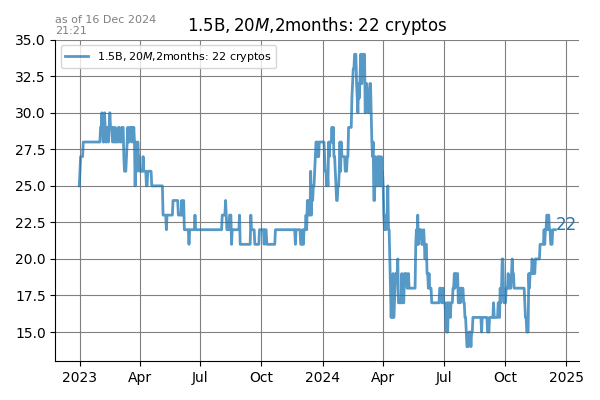 as of 16 Dec 2024
21:21
1.5B, 20M,2months: 22 cryptos
1.5B, 20M,2months: 22 cryptos
35.0
32.5
30.0
27.5
25.0
22.5
20.0
17.5
15.0
22
2023 Apr Jul Oct 2024 Apr Jul Oct 2025